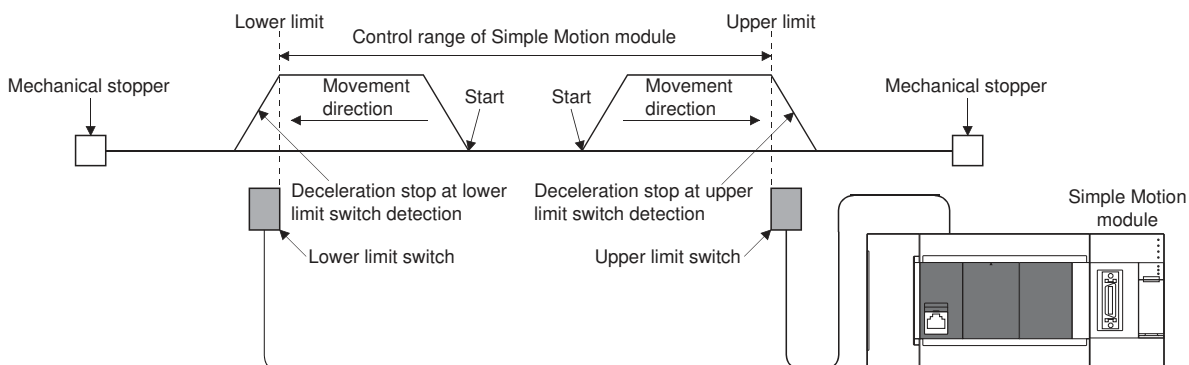 Lower limit
Upper limit
Control range of Simple Motion module
Mechanical stopper
Movement
direction
Start
Start
Movement
direction
Mechanical stopper
Deceleration stop at lower
limit switch detection
Deceleration stop at upper
limit switch detection
Simple Motion
module
Lower limit switch
Upper limit switch